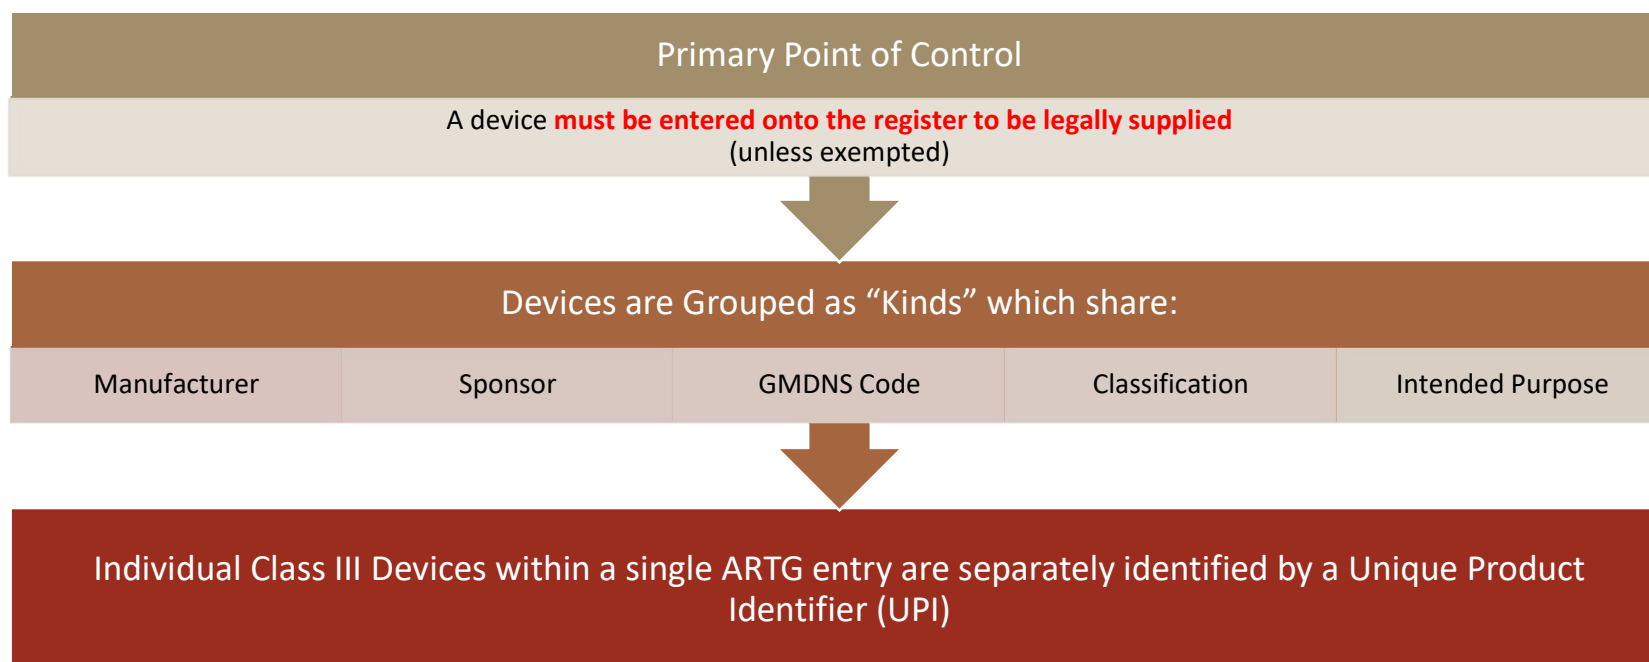 Primary Point of Control
A device must be entered onto the register to be legally supplied
(unless exempted)
Devices are Grouped as “Kinds” which share:
Manufacturer
Sponsor
GMDNS Code
Classification
Intended Purpose
Individual Class III Devices within a single ARTG entry are separately identified by a Unique Product
Identifier (UPI)